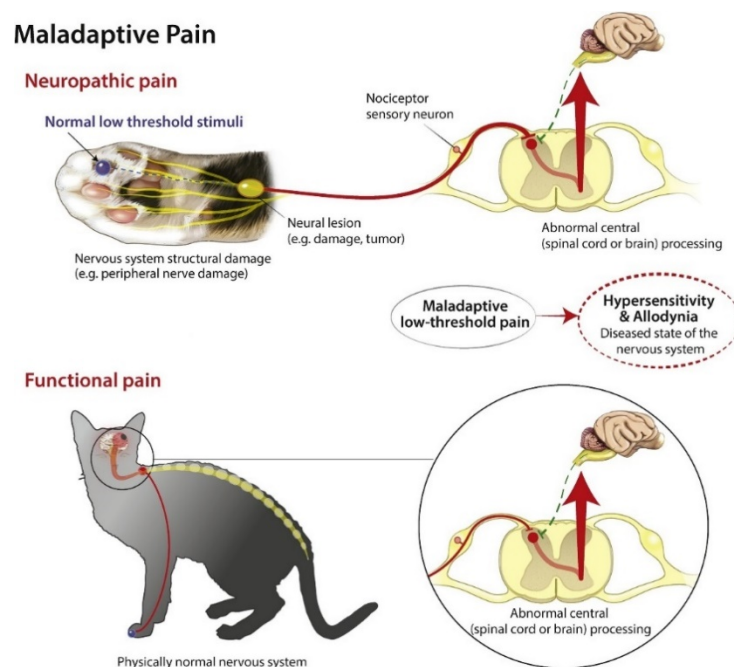 Maladaptive Pain
Neuropathic pain
Normal low threshold stimuli
Nociceptor
sensory neuron
Neural lesion
(e.g. damage, tumor)
Nervous system structural damage
(e.g. peripheral nerve damage)
Abnormal central
(spinal cord or brain) processing
Maladaptive
low-threshold pain
Hypersensitivity
& Allodynia
Diseased state of the
nervous system
Functional pain
Physically normal nervous system
Abnormal central
(spinal cord or brain) processing